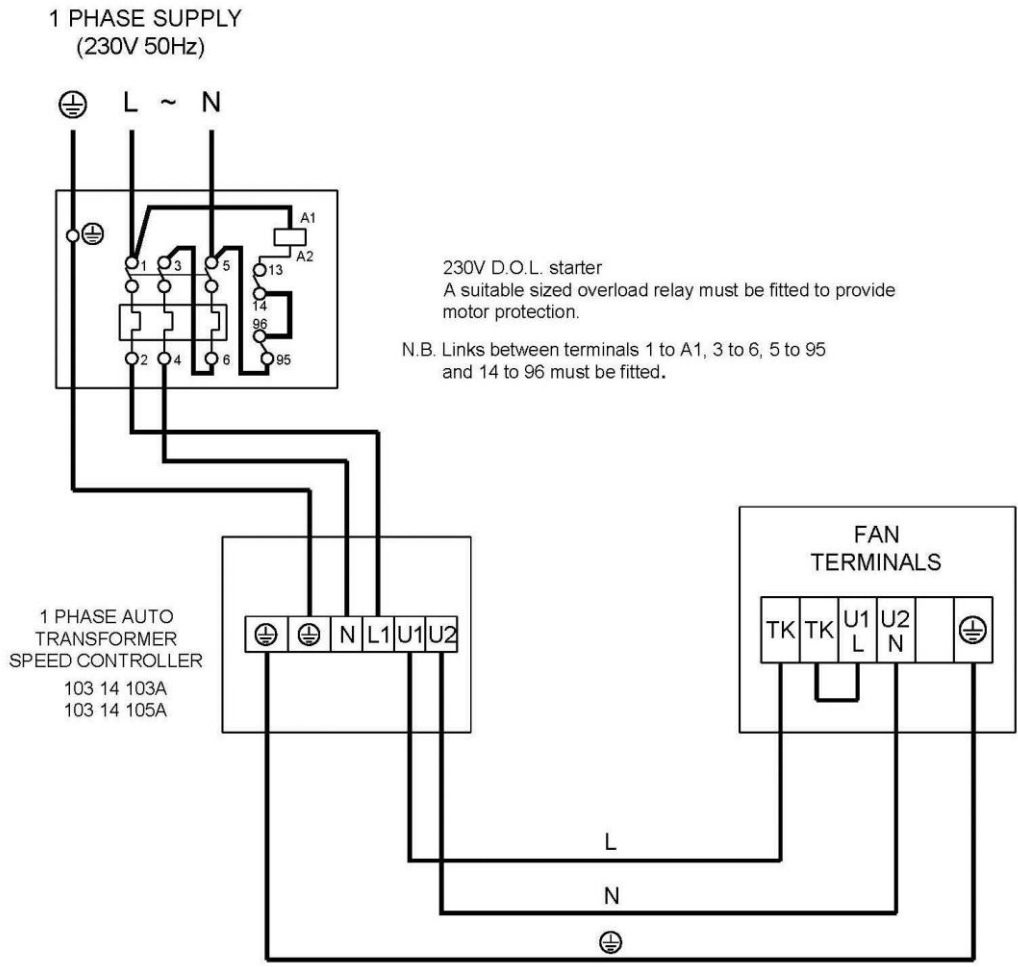 1 PHASE SUPPLY
(230V 50Hz)
L ~ N
A1
A2
1
3
5
13
14
96
2
4
6
95
230V D.O.L. starter
A suitable sized overload relay must be fitted to provide
motor protection.
N.B. Links between terminals 1 to A1, 3 to 6, 5 to 95
and 14 to 96 must be fitted.
1 PHASE AUTO
TRANSFORMER
SPEED CONTROLLER
103 14 103A
103 14 105A
N L1 U1 U2
FAN
TERMINALS
TK TK U1 U2
L N
L
N